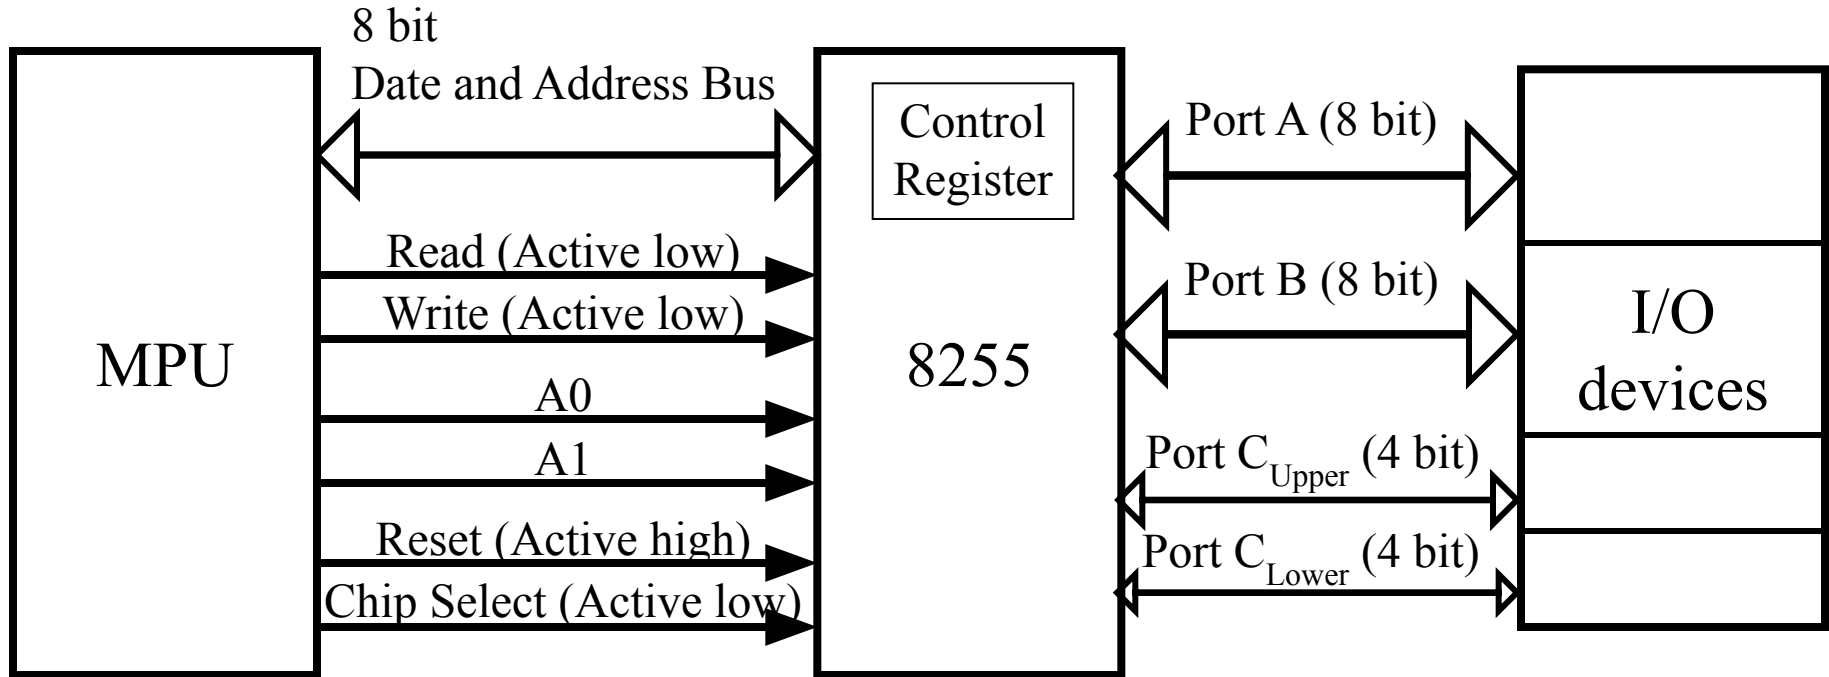 8 bit
Date and Address Bus
Control
Register
Port A (8 bit)
Read (Active low)
Port B (8 bit)
Write (Active low)
MPU
8255
I/O
devices
A0
A1
Port C_Upper (4 bit)
Reset (Active high)
Port C_Lower (4 bit)
Chip Select (Active low)